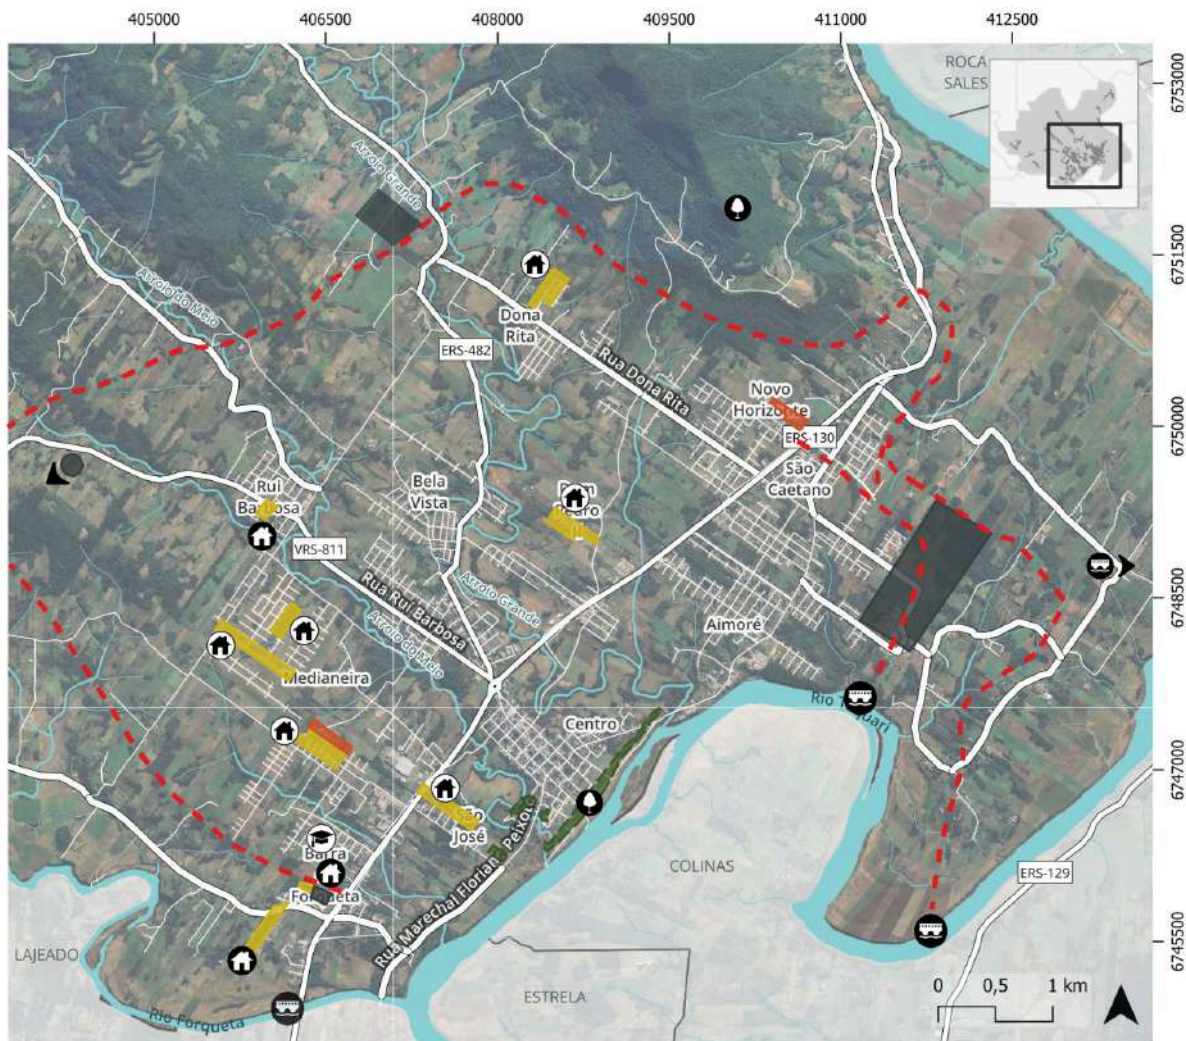 405000 406500 408000 409500 411000 412500
ROCA
SALES
6753000
Arroio Grande
6751500
Arroio do Meio
Dona
Rita
ERS-482
Rua Dona Rita
Novo
Horizonte
6750000
ERS-130
São
Caetano
Rui
Barbosa
Bela
Vista
VRS-811
Rua Rui Barbosa
Arroio Grande
Arroio do Meio
6748500
Aimoré
Medianeira
Rio Taquari
Centro
6747000
São
José
Barra
Forqueta
Rua Marechal Floriano Peixoto
COLINAS
ERS-129
LAJEADO
6745500
ESTRELA
Rio Forqueta
0 0,5 1 km